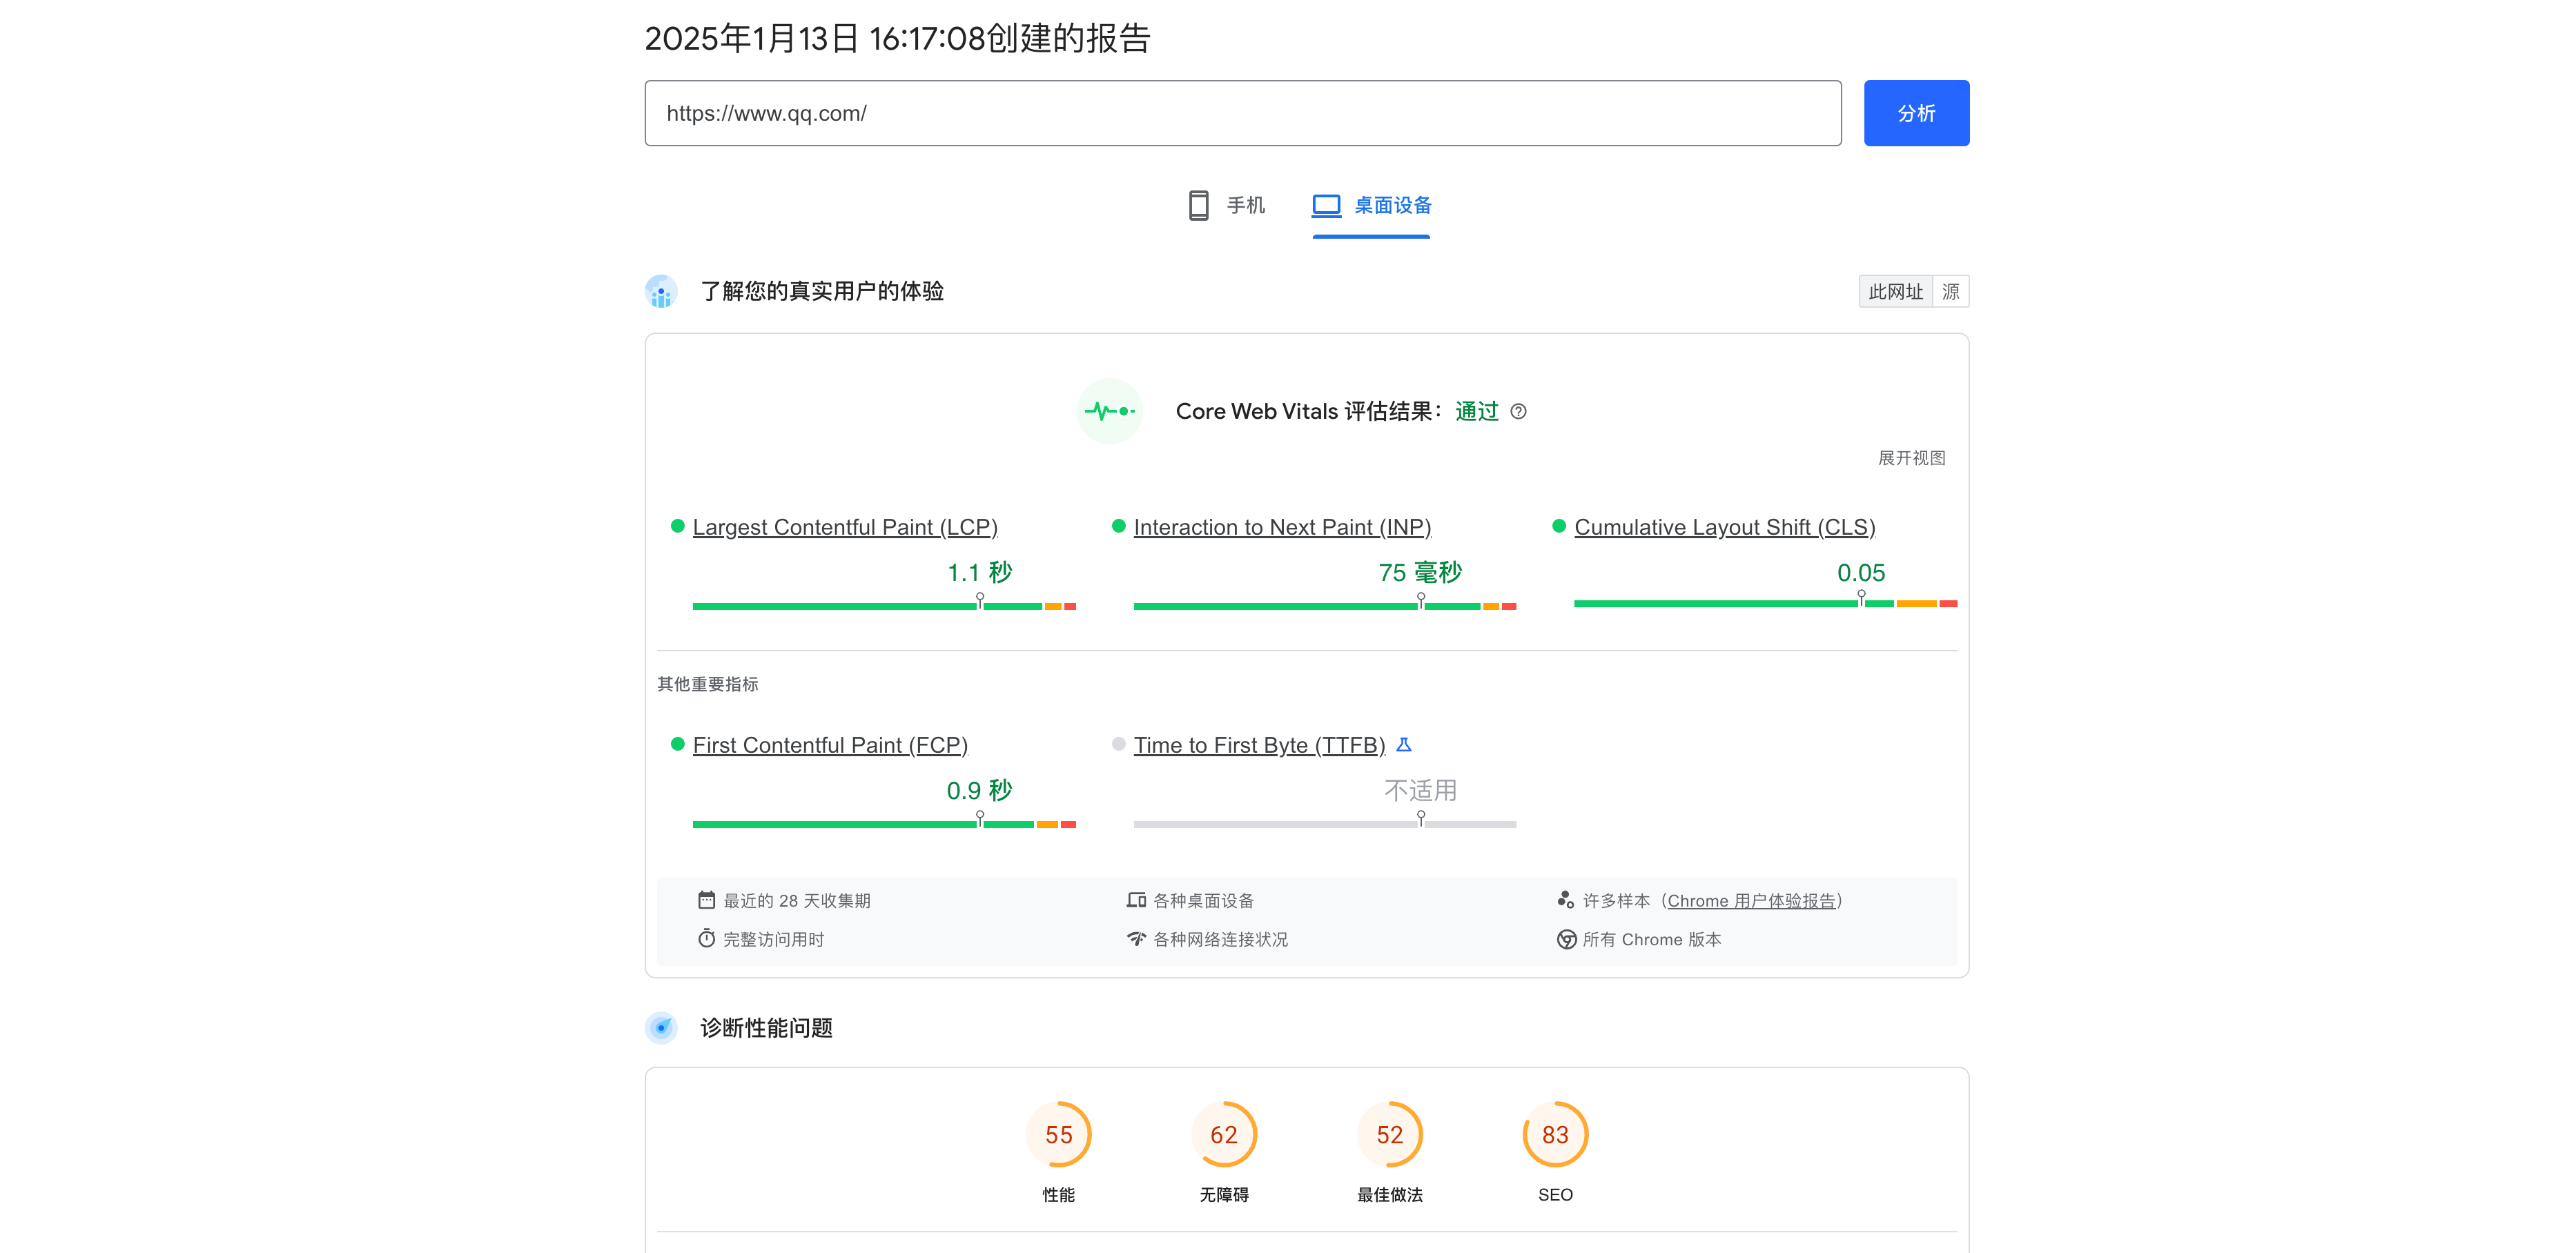 2025年1月13日 16:17:08创建的报告
https://www.qq.com/
分析
手机
桌面设备
了解您的真实用户的体验
此网址
源
Core Web Vitals 评估结果：通过
展开视图
Largest Contentful Paint (LCP)
1.1 秒
Interaction to Next Paint (INP)
75 毫秒
Cumulative Layout Shift (CLS)
0.05
其他重要指标
First Contentful Paint (FCP)
0.9 秒
Time to First Byte (TTFB)
不适用
最近的 28 天收集期
各种桌面设备
许多样本（Chrome 用户体验报告）
完整访问用时
各种网络连接状况
所有 Chrome 版本
诊断性能问题
55
性能
62
无障碍
52
最佳做法
83
SEO